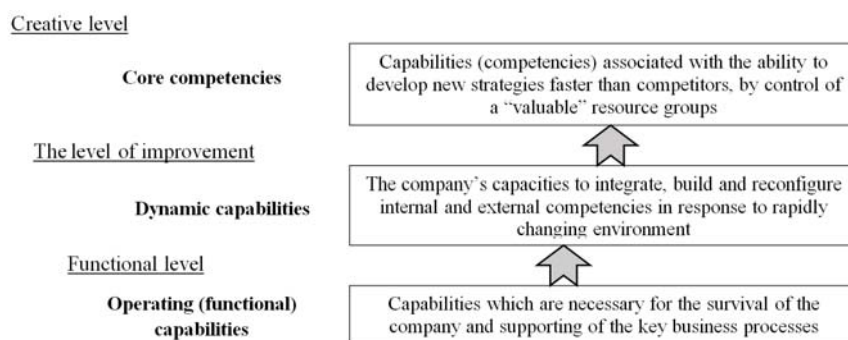 Creative level
Core competencies
Capabilities (competencies) associated with the ability to
develop new strategies faster than competitors, by control of
a “valuable” resource groups
The level of improvement
Dynamic capabilities
The company’s capacities to integrate, build and reconfigure
internal and external competencies in response to rapidly
changing environment
Functional level
Operating (functional)
capabilities
Capabilities which are necessary for the survival of the
company and supporting of the key business processes